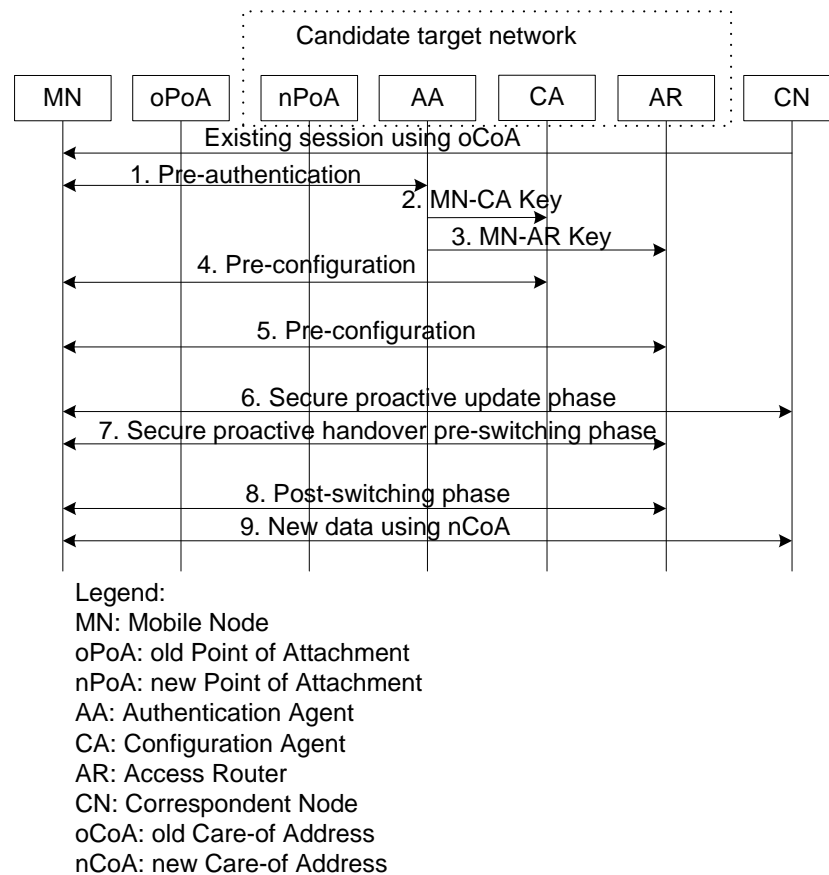 Candidate target network
MN
oPoA
nPoA
AA
CA
AR
CN
Existing session using oCoA
1. Pre-authentication
2. MN-CA Key
3. MN-AR Key
4. Pre-configuration
5. Pre-configuration
6. Secure proactive update phase
7. Secure proactive handover pre-switching phase
8. Post-switching phase
9. New data using nCoA
Legend:
MN: Mobile Node
oPoA: old Point of Attachment
nPoA: new Point of Attachment
AA: Authentication Agent
CA: Configuration Agent
AR: Access Router
CN: Correspondent Node
oCoA: old Care-of Address
nCoA: new Care-of Address